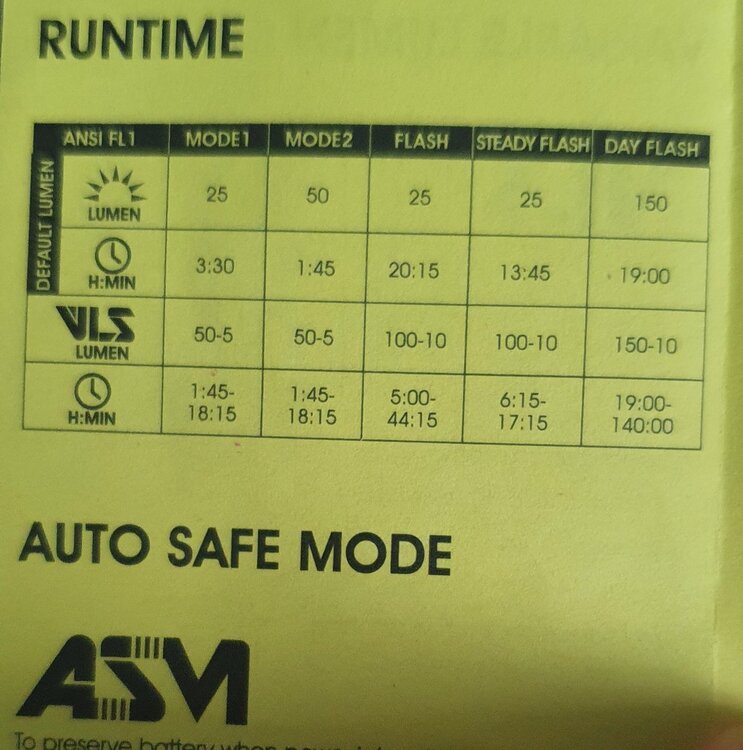 RUNTIME
ANSI FL1 MODE1 MODE2 FLASH STEADY FLASH DAY FLASH
DEFAULT LUMEN
LUMEN 25 50 25 25 150
H:MIN 3:30 1:45 20:15 13:45 19:00
VLS
LUMEN 50-5 50-5 100-10 100-10 150-10
H:MIN 1:45-18:15 1:45-18:15 5:00-44:15 6:15-17:15 19:00-140:00
AUTO SAFE MODE
ASM
To preserve battery when